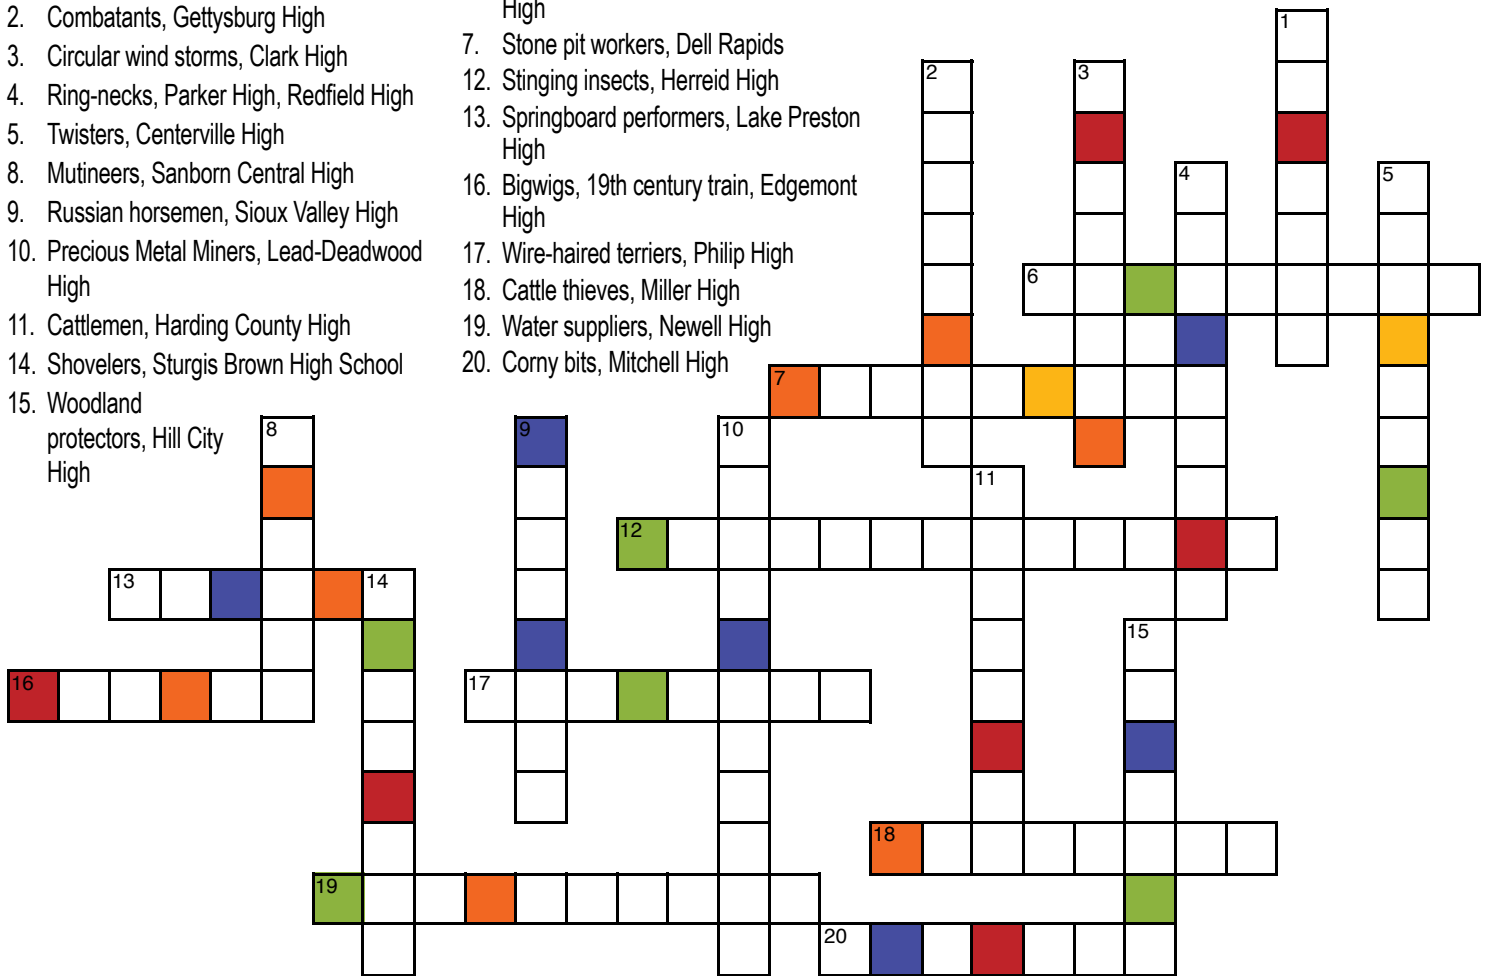 2. Combatants, Gettysburg High
3. Circular wind storms, Clark High
4. Ring-necks, Parker High, Redfield High
5. Twisters, Centerville High
8. Mutineers, Sanborn Central High
9. Russian horsemen, Sioux Valley High
10. Precious Metal Miners, Lead-Deadwood
High
11. Cattlemen, Harding County High
14. Shovelers, Sturgis Brown High School
15. Woodland
protectors, Hill City
High
High
7. Stone pit workers, Dell Rapids
12. Stinging insects, Herreid High
13. Springboard performers, Lake Preston
High
16. Bigwigs, 19th century train, Edgemont
High
17. Wire-haired terriers, Philip High
18. Cattle thieves, Miller High
19. Water suppliers, Newell High
20. Corny bits, Mitchell High
1
2 3
4 5
6
7
8 9 10
11
12
13 14
15
16 17
18
19
20